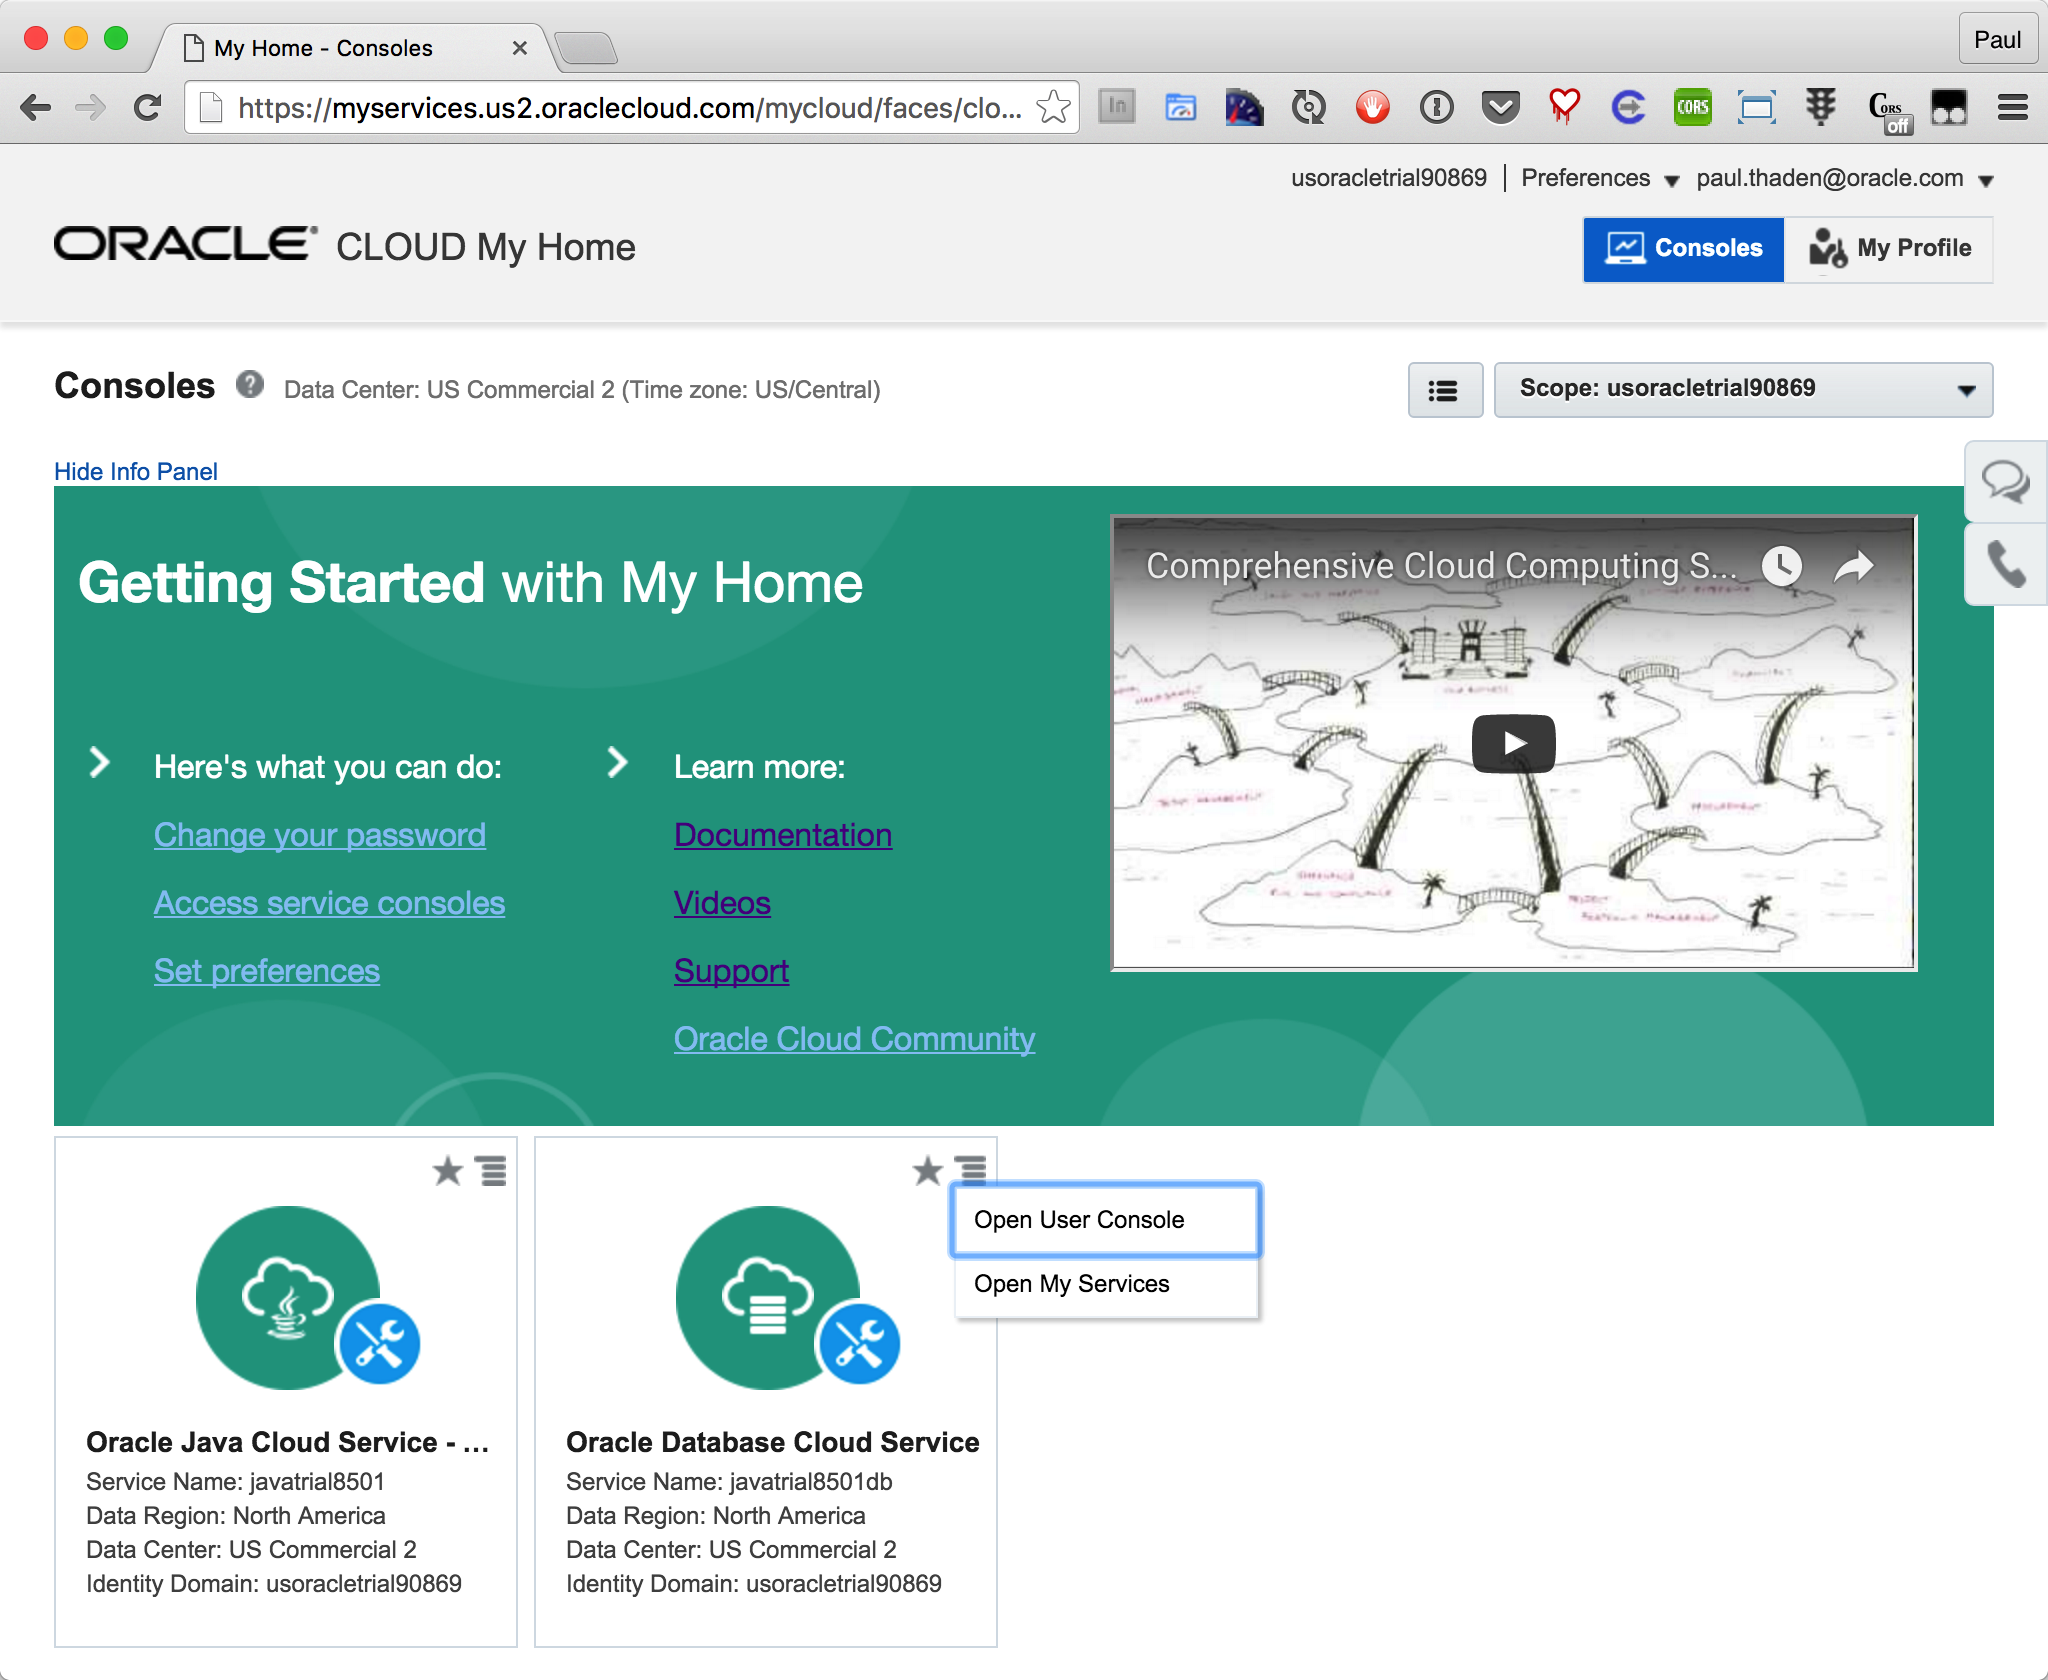 My Home - Consoles
Paul
https://myservices.us2.oraclecloud.com/mycloud/faces/clo...
In
CORS
CORS
off
usoracletrial90869
Preferences
paul.thaden@oracle.com
ORACLE CLOUD My Home
Consoles
My Profile
Consoles
Data Center: US Commercial 2 (Time zone: US/Central)
Scope: usoracletrial90869
Hide Info Panel
Getting Started with My Home
Comprehensive Cloud Computing S...
Here's what you can do:
Change your password
Access service consoles
Set preferences
Learn more:
Documentation
Videos
Support
Oracle Cloud Community
Open User Console
Open My Services
Oracle Java Cloud Service - ...
Service Name: javatrial8501
Data Region: North America
Data Center: US Commercial 2
Identity Domain: usoracletrial90869
Oracle Database Cloud Service
Service Name: javatrial8501db
Data Region: North America
Data Center: US Commercial 2
Identity Domain: usoracletrial90869